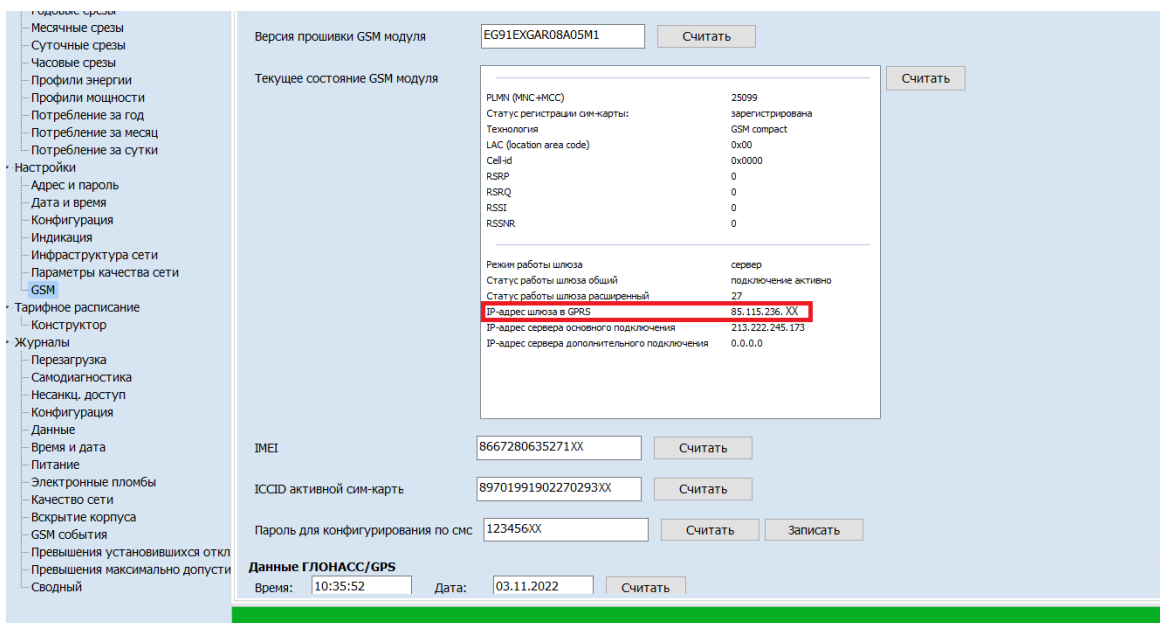 Годовые срезы
Месячные срезы
Суточные срезы
Часовые срезы
Профили энергии
Профили мощности
Потребление за год
Потребление за месяц
Потребление за сутки
Настройки
Адрес и пароль
Дата и время
Конфигурация
Индикация
Инфраструктура сети
Параметры качества сети
GSM
Тарифное расписание
Конструктор
Журналы
Перезагрузка
Самодиагностика
Несанкц. доступ
Конфигурация
Данные
Время и дата
Питание
Электронные пломбы
Качество сети
Вскрытие корпуса
GSM события
Превышения установившихся откл
Превышения максимально допусти
Сводный
Версия прошивки GSM модуля EG91EXGAR08A05M1 Считать
Текущее состояние GSM модуля Считать
PLMN (MNC+MCC) 25099
Статус регистрации сим-карты: зарегистрирована
Технология GSM compact
LAC (location area code) 0x00
Cell-id 0x0000
RSRP 0
RSRQ 0
RSSI 0
RSSNR 0
Режим работы шлюза сервер
Статус работы шлюза общий подключение активно
Статус работы шлюза расширенный 27
IP-адрес шлюза в GPRS 85.115.236. XX
IP-адрес сервера основного подключения 213.222.245.173
IP-адрес сервера дополнительного подключения 0.0.0.0
IMEI 8667280635271XX Считать
ICCID активной сим-карть 89701991902270293XX Считать
Пароль для конфигурирования по смс 123456XX Считать Записать
Данные ГЛОНАСС/GPS
Время: 10:35:52 Дата: 03.11.2022 Считать